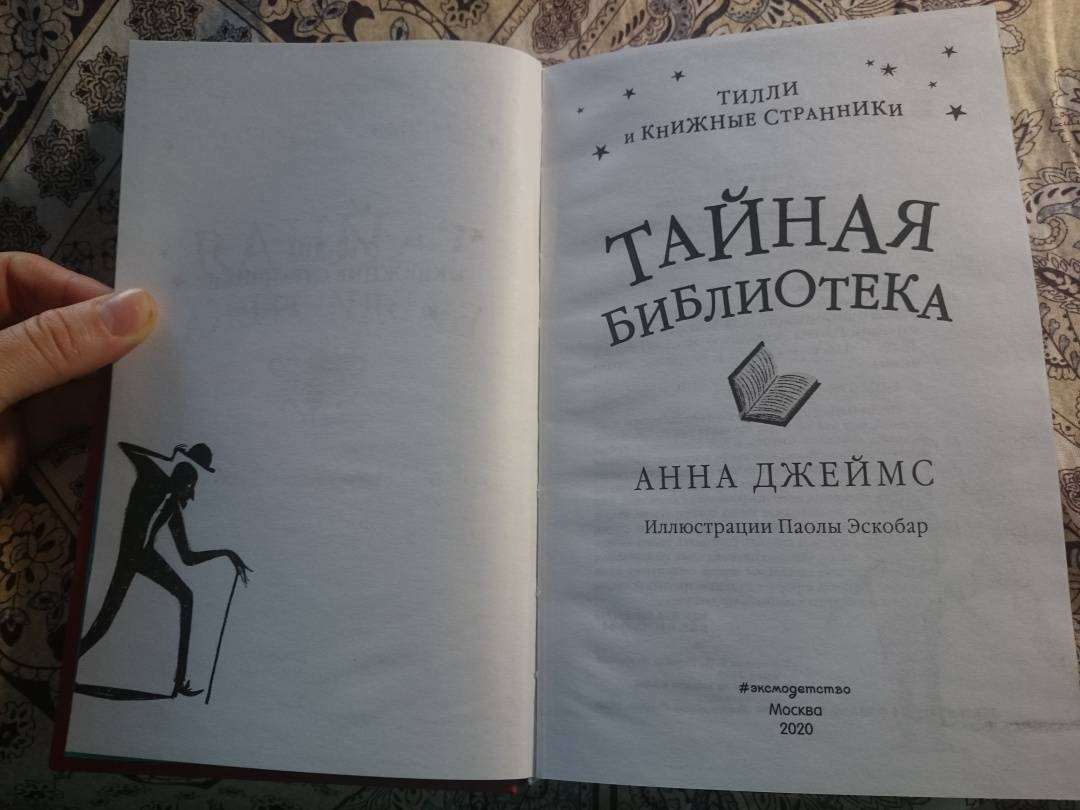 ТИЛЛИ
И КНИЖНЫЕ СТРАННИКИ
ТАЙНАЯ
БИБЛИОТЕКА
АННА ДЖЕЙМС
Иллюстрации Паолы Эскобар
#эксмодетство
Москва
2020